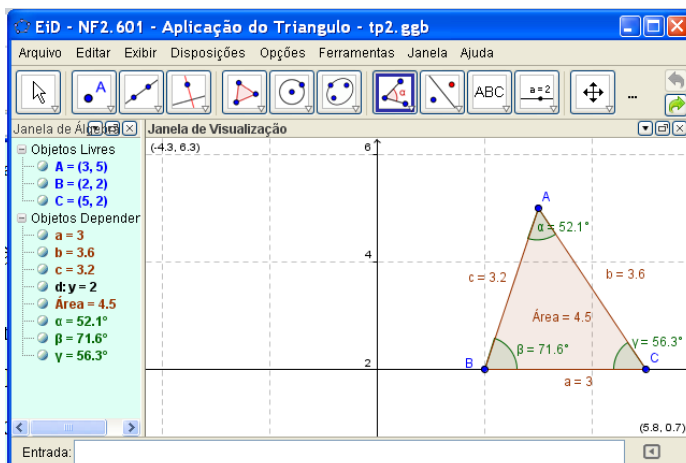 EiD - NF2.601 - Aplicação do Triangulo - tp2.ggb
Arquivo Editar Exibir Disposições Opções Ferramentas Janela Ajuda
A
α
ABC
a=2
...
Janela de Álg
Janela de Visualização
Objetos Livres
A = (3, 5)
B = (2, 2)
C = (5, 2)
Objetos Depender
a = 3
b = 3.6
c = 3.2
d: y = 2
Área = 4.5
α = 52.1°
β = 71.6°
γ = 56.3°
(-4.3, 6.3)
6
A
α = 52.1°
4
c = 3.2
b = 3.6
Área = 4.5
β = 71.6°
γ = 56.3°
2
B
C
a = 3
(5.8, 0.7)
Entrada: